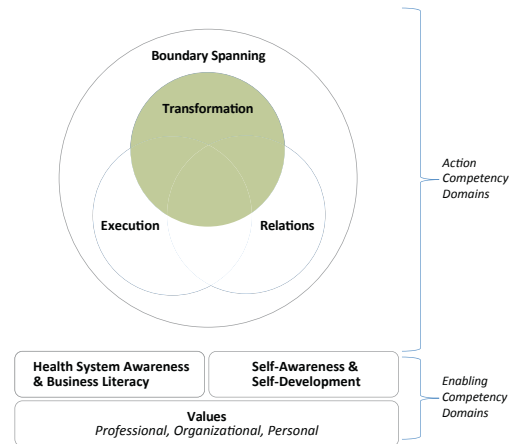 Boundary Spanning
Transformation
Execution
Relations
Action
Competency
Domains
Health System Awareness
& Business Literacy
Self-Awareness &
Self-Development
Values
Professional, Organizational, Personal
Enabling
Competency
Domains